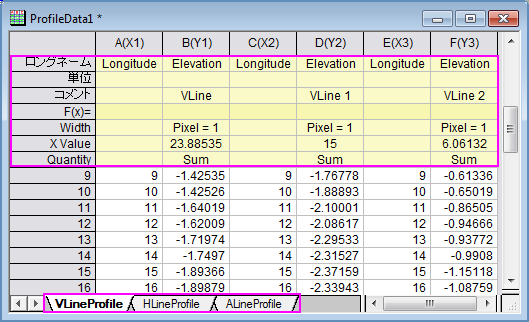 ProfileData1 *
A(X1) B(Y1) C(X2) D(Y2) E(X3) F(Y3)
ロングネーム Longitude Elevation Longitude Elevation Longitude Elevation
単位
コメント VLine VLine 1 VLine 2
F(x)=
Width Pixel = 1 Pixel = 1 Pixel = 1
X Value 23.88535 15 6.06132
Quantity Sum Sum Sum
9 9 -1.42535 9 -1.76778 9 -0.61336
10 10 -1.42526 10 -1.88893 10 -0.65019
11 11 -1.64019 11 -2.10001 11 -0.86505
12 12 -1.62009 12 -2.08617 12 -0.94666
13 13 -1.71974 13 -2.29533 13 -0.93772
14 14 -1.7497 14 -2.31527 14 -0.9908
15 15 -1.89366 15 -2.37159 15 -1.15118
16 16 -1.89879 16 -2.33943 16 -1.08759
VLineProfile HLineProfile ALineProfile